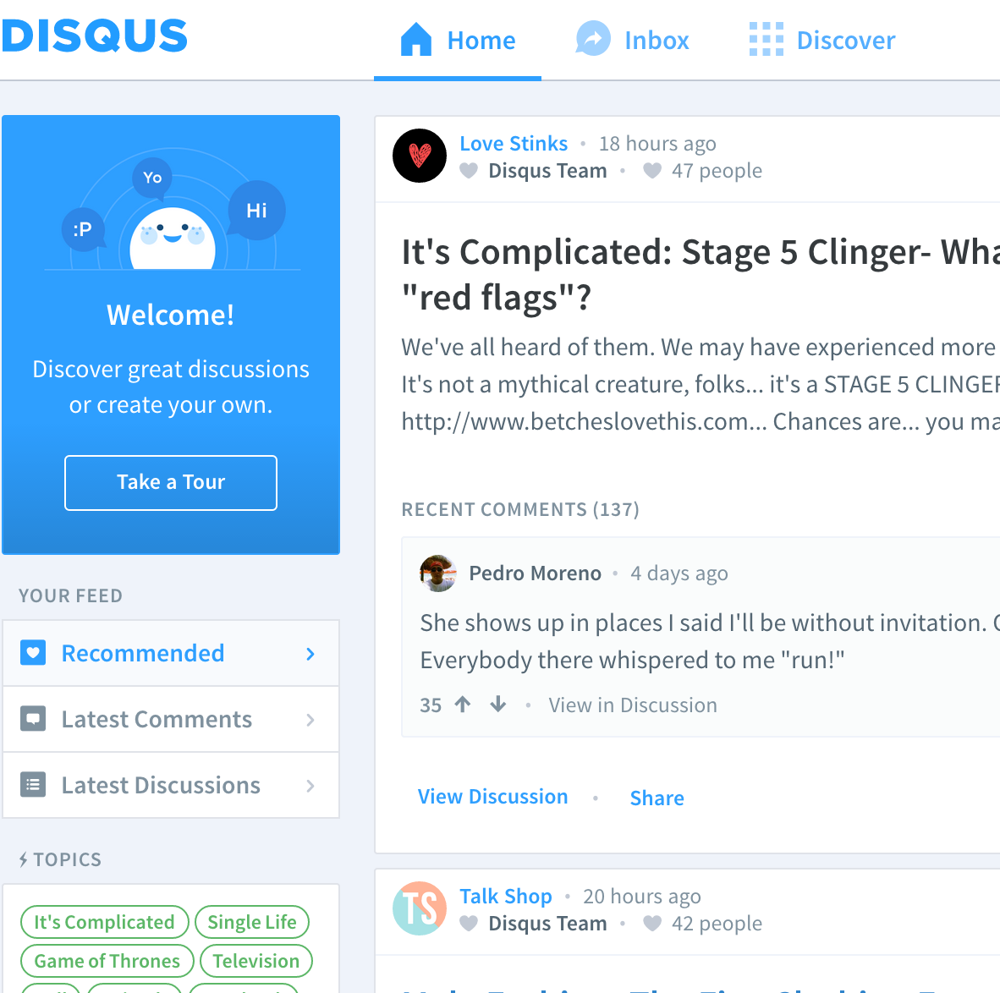 DISQUS
Home
Inbox
Discover
Yo
Hi
:P
Welcome!
Discover great discussions
or create your own.
Take a Tour
YOUR FEED
Recommended
Latest Comments
Latest Discussions
TOPICS
It's Complicated
Single Life
Game of Thrones
Television
Love Stinks • 18 hours ago
Disqus Team • 47 people
It's Complicated: Stage 5 Clinger-
"red flags"?
We've all heard of them. We may have experienced more
It's not a mythical creature, folks... it's a STAGE 5 CLINGER
http://www.betcheslovethis.com... Chances are... you
RECENT COMMENTS (137)
Pedro Moreno • 4 days ago
She shows up in places I said I'll be without invitation.
Everybody there whispered to me "run!"
35 • View in Discussion
View Discussion • Share
TS
Talk Shop • 20 hours ago
Disqus Team • 42 people